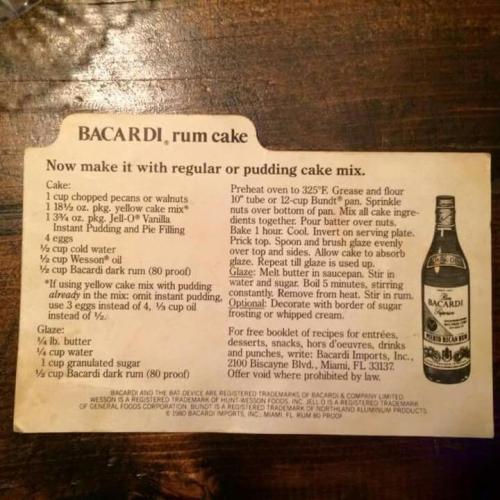 BACARDI® rum cake
Now make it with regular or pudding cake mix.
Cake:
1 cup chopped pecans or walnuts
1 18½ oz. pkg. yellow cake mix*
1 3¾ oz. pkg. Jell-O® Vanilla
Instant Pudding and Pie Filling
4 eggs
½ cup cold water
½ cup Wesson® oil
½ cup Bacardi dark rum (80 proof)
*If using yellow cake mix with pudding
already in the mix: omit instant pudding,
use 3 eggs instead of 4, ⅓ cup oil
instead of ½.
Glaze:
¼ lb. butter
¼ cup water
1 cup granulated sugar
½ cup Bacardi dark rum (80 proof)
Preheat oven to 325°F. Grease and flour
10" tube or 12-cup Bundt® pan. Sprinkle
nuts over bottom of pan. Mix all cake ingre-
dients together. Pour batter over nuts.
Bake 1 hour. Cool. Invert on serving plate.
Prick top. Spoon and brush glaze evenly
over top and sides. Allow cake to absorb
glaze. Repeat till glaze is used up.
Glaze: Melt butter in saucepan. Stir in
water and sugar. Boil 5 minutes, stirring
constantly. Remove from heat. Stir in rum.
Optional: Decorate with border of sugar
frosting or whipped cream.
For free booklet of recipes for entrées,
desserts, snacks, hors d'oeuvres, drinks
and punches, write: Bacardi Imports, Inc.,
2100 Biscayne Blvd., Miami, FL 33137.
Offer void where prohibited by law.
BACARDI
Superior
PUERTO RICAN RUM
BACARDI AND THE BAT DEVICE ARE REGISTERED TRADEMARKS OF BACARDI & COMPANY LIMITED.
WESSON IS A REGISTERED TRADEMARK OF HUNT-WESSON FOODS, INC. JELL-O IS A REGISTERED TRADEMARK
OF GENERAL FOODS CORPORATION. BUNDT IS A REGISTERED TRADEMARK OF NORTHLAND ALUMINUM PRODUCTS.
© 1980 BACARDI IMPORTS, INC., MIAMI, FL. RUM 80 PROOF.